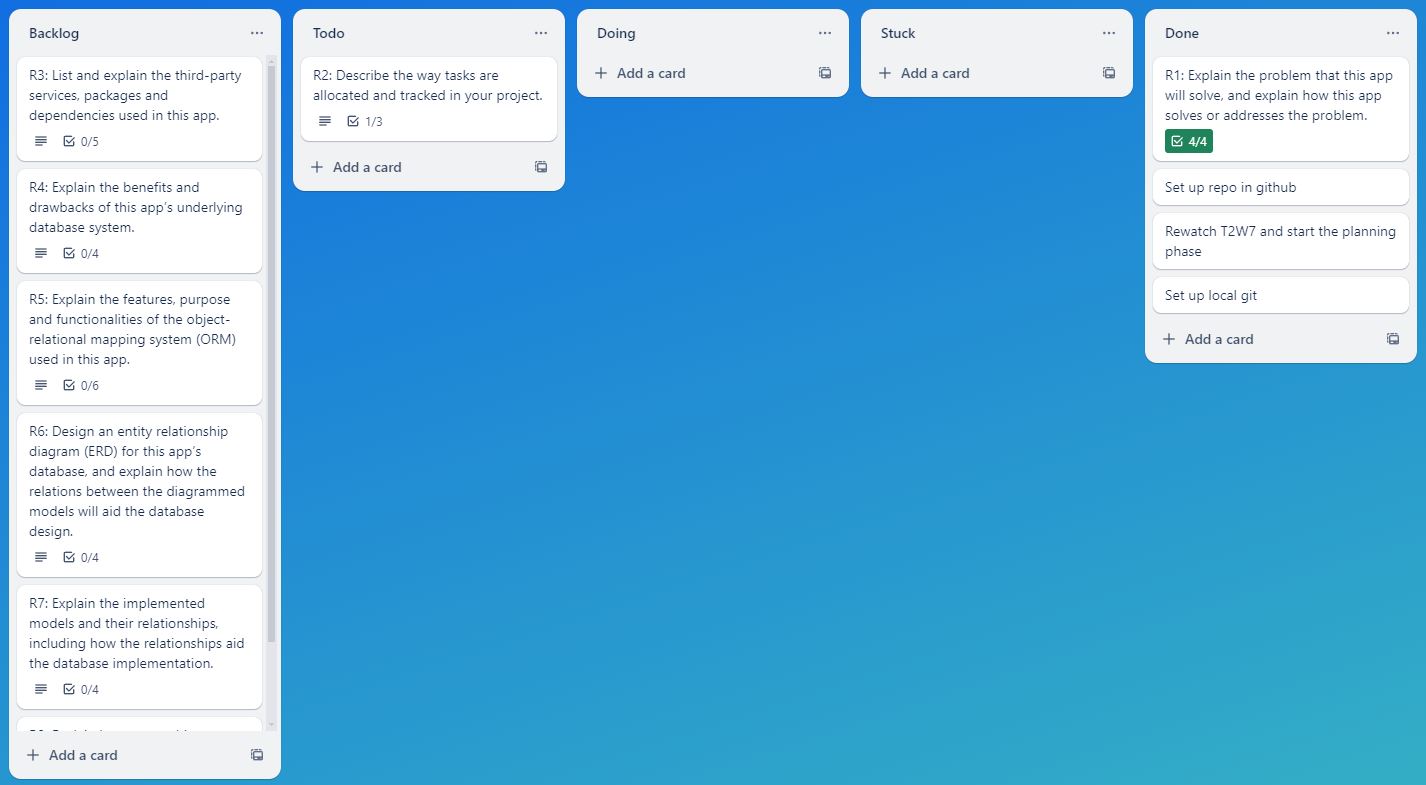 Backlog
R3: List and explain the third-party
services, packages and
dependencies used in this app.
0/5
R4: Explain the benefits and
drawbacks of this app's underlying
database system.
0/4
R5: Explain the features, purpose
and functionalities of the object-
relational mapping system (ORM)
used in this app.
0/6
R6: Design an entity relationship
diagram (ERD) for this app's
database, and explain how the
relations between the diagrammed
models will aid the database
design.
0/4
R7: Explain the implemented
models and their relationships,
including how the relationships aid
the database implementation.
0/4
Add a card
Todo
R2: Describe the way tasks are
allocated and tracked in your project.
1/3
Add a card
Doing
Add a card
Stuck
Add a card
Done
R1: Explain the problem that this app
will solve, and explain how this app
solves or addresses the problem.
4/4
Set up repo in github
Rewatch T2W7 and start the planning
phase
Set up local git
Add a card